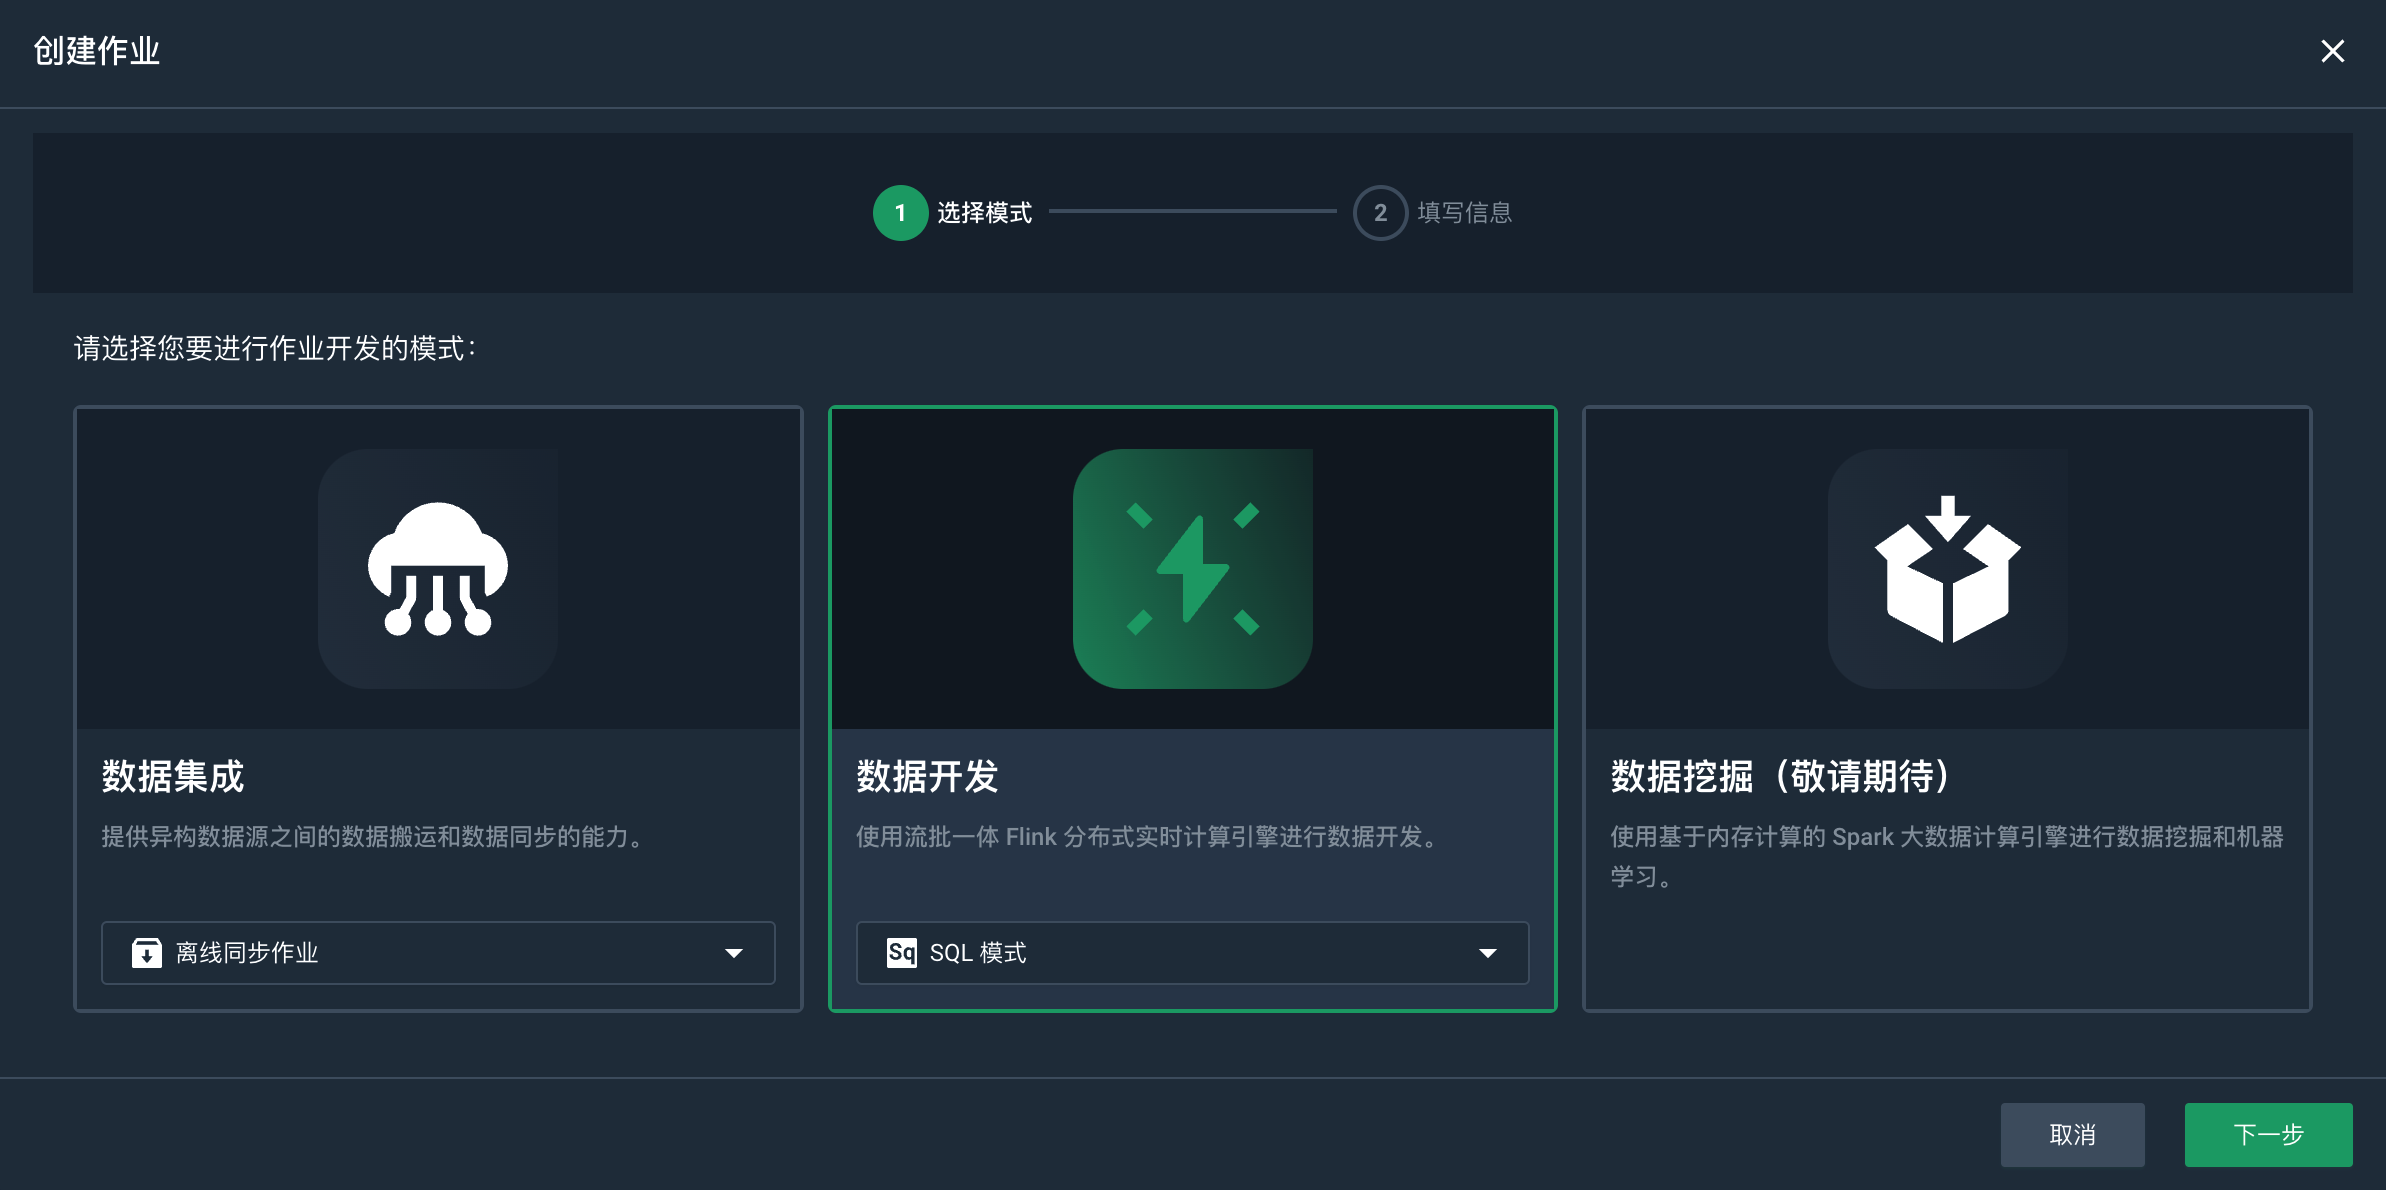 创建作业
1 选择模式
2 填写信息
请选择您要进行作业开发的模式：
数据集成
提供异构数据源之间的数据搬运和数据同步的能力。
离线同步作业
数据开发
使用流批一体 Flink 分布式实时计算引擎进行数据开发。
Sq SQL 模式
数据挖掘（敬请期待）
使用基于内存计算的 Spark 大数据计算引擎进行数据挖掘和机器
学习。
取消
下一步